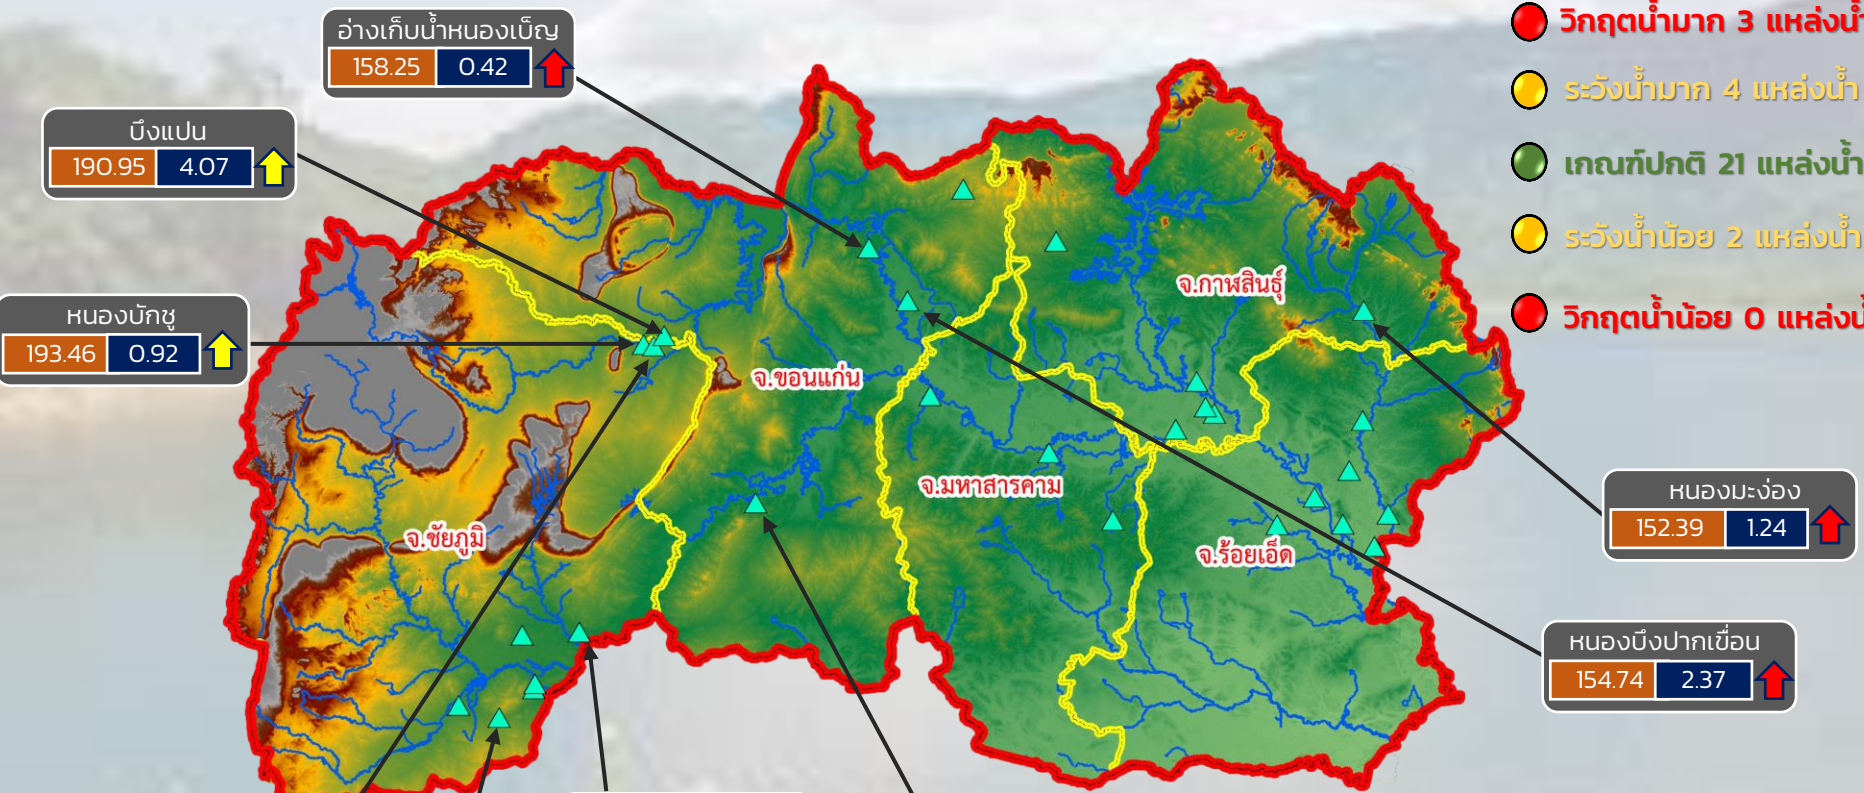 อ่างเก็บน้ำหนองเบ็ญ
158.25 0.42
บึงแปน
190.95 4.07
หนองบักชู
193.46 0.92
วิกฤตน้ำมาก 3 แหล่งน้ำ
ระวังน้ำมาก 4 แหล่งน้ำ
เกณฑ์ปกติ 21 แหล่งน้ำ
ระวังน้ำน้อย 2 แหล่งน้ำ
วิกฤตน้ำน้อย 0 แหล่งน้ำ
จ.กาฬสินธุ์
จ.ขอนแก่น
จ.มหาสารคาม
จ.ชัยภูมิ
จ.ร้อยเอ็ด
หนองมะง่อง
152.39 1.24
หนองบึงปากเขื่อน
154.74 2.37